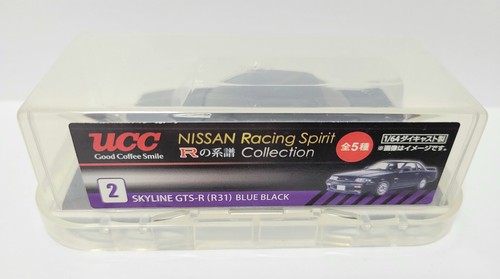 UCC
Good Coffee Smile
NISSAN Racing Spirit
Rの系譜 Collection
全5種
1/64ダイキャスト製
※画像はイメージです。
2
SKYLINE GTS-R (R31) BLUE BLACK